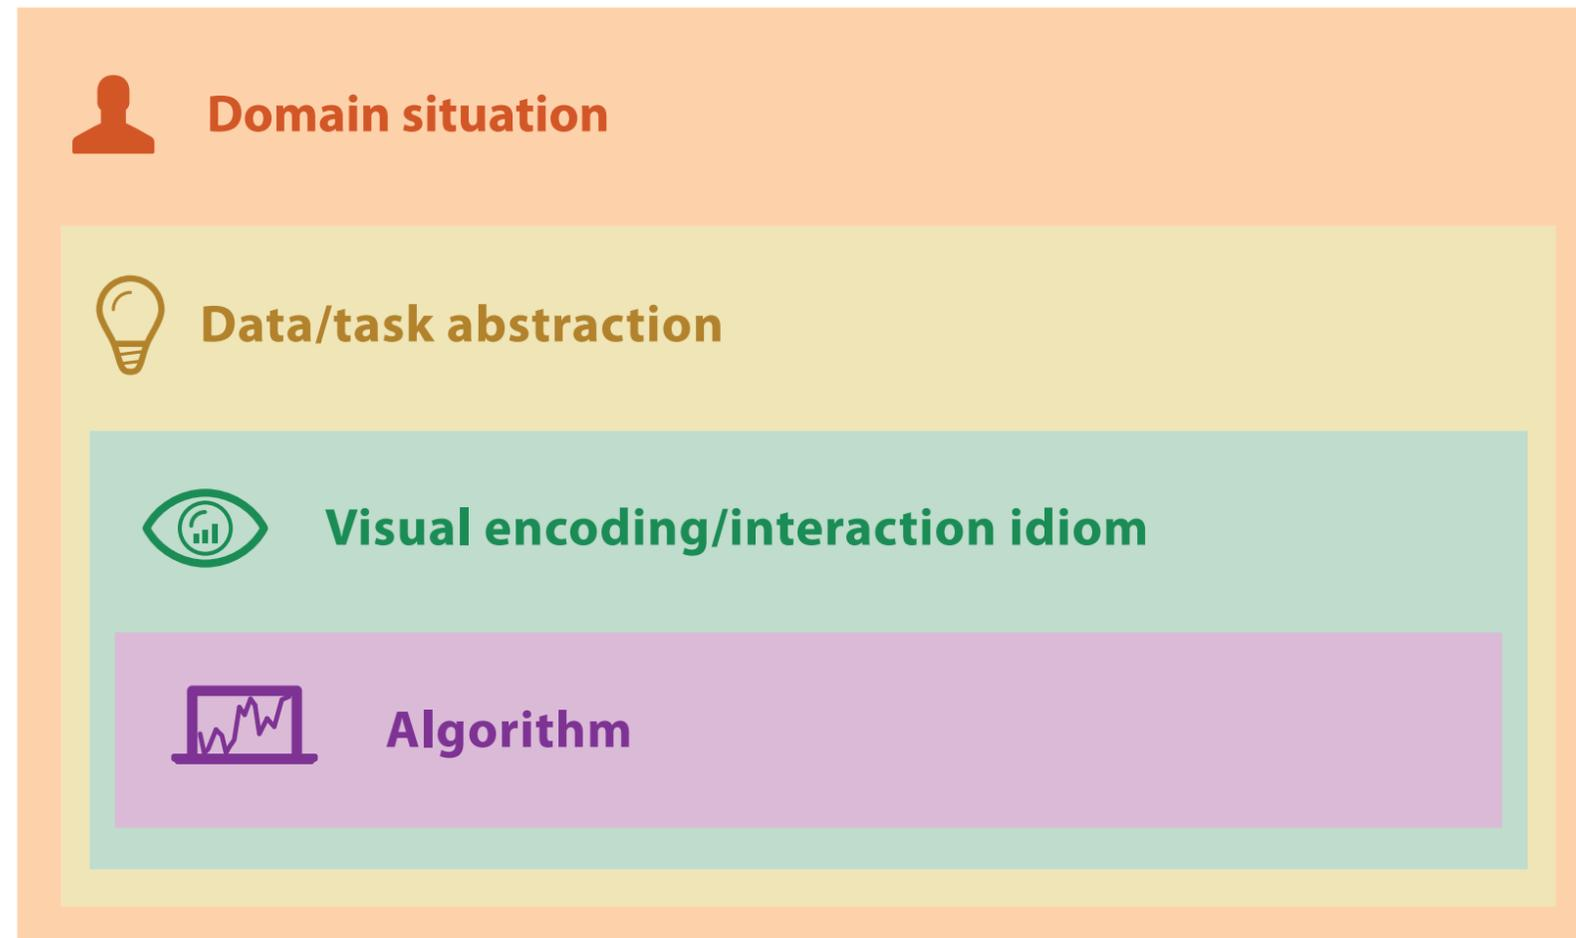 Domain situation
Data/task abstraction
Visual encoding/interaction idiom
Algorithm